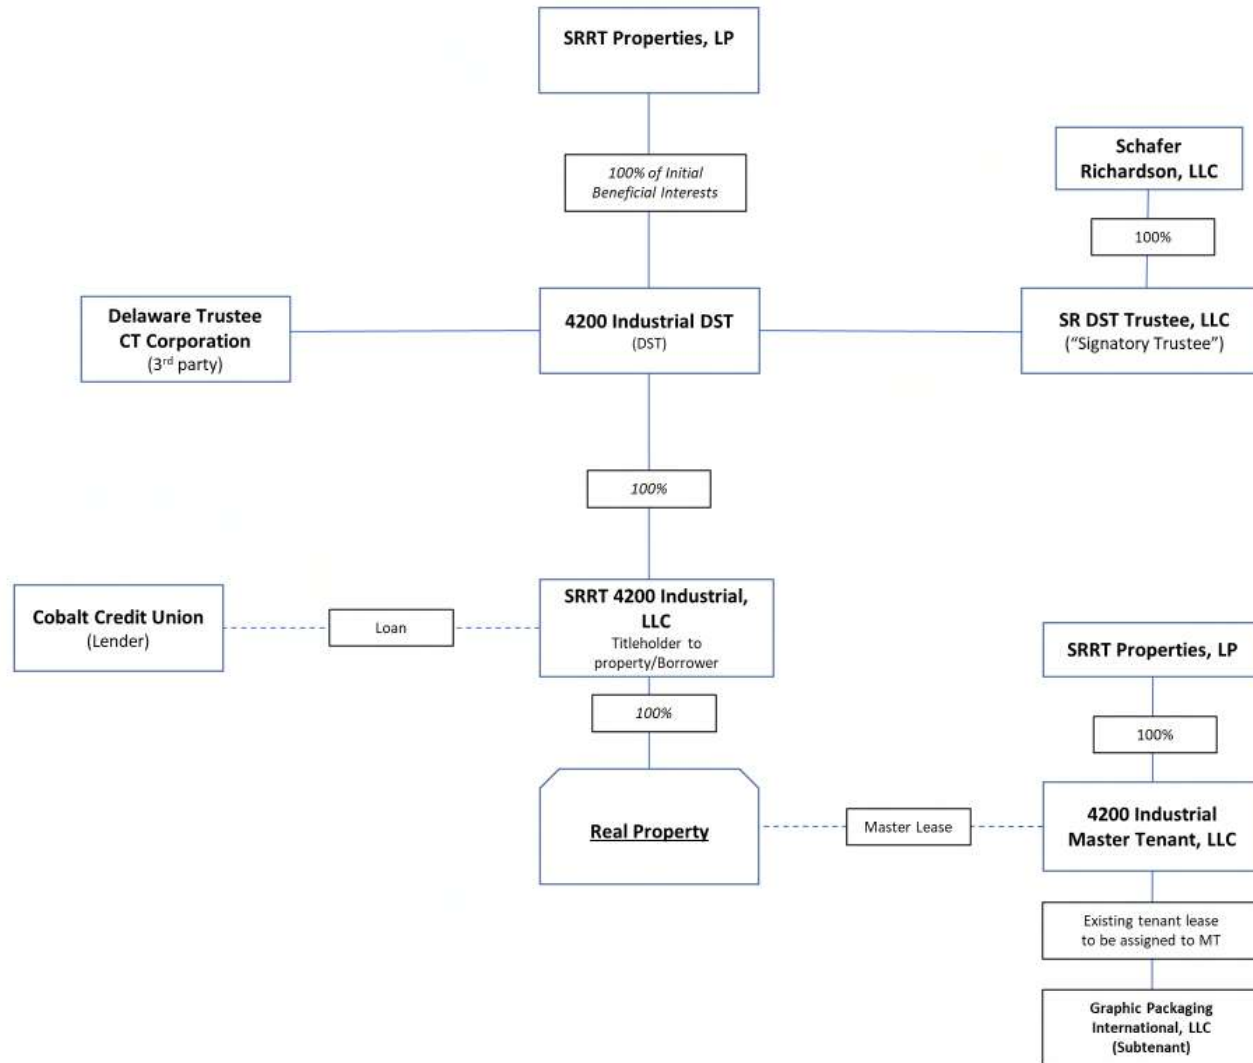 SRRT Properties, LP
100% of Initial
Beneficial Interests
Schafer
Richardson, LLC
100%
Delaware Trustee
CT Corporation
(3rd party)
4200 Industrial DST
(DST)
SR DST Trustee, LLC
(“Signatory Trustee”)
100%
Cobalt Credit Union
(Lender)
Loan
SRRT 4200 Industrial,
LLC
Titleholder to
property/Borrower
100%
SRRT Properties, LP
100%
Real Property
Master Lease
4200 Industrial
Master Tenant, LLC
Existing tenant lease
to be assigned to MT
Graphic Packaging
International, LLC
(Subtenant)